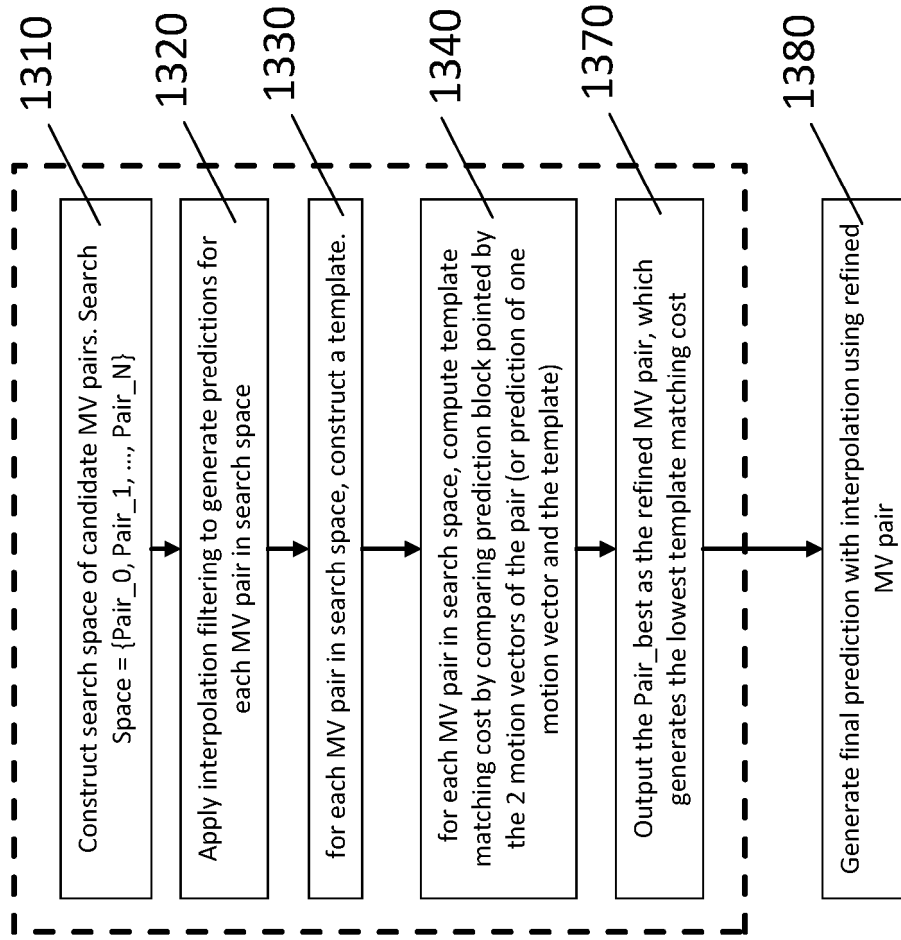 Construct search space of candidate MV pairs. Search
Space = {Pair_0, Pair_1, ..., Pair_N}
1310
Apply interpolation filtering to generate predictions for
each MV pair in search space
1320
for each MV pair in search space, construct a template.
1330
for each MV pair in search space, compute template
matching cost by comparing prediction block pointed by
the 2 motion vectors of the pair (or prediction of one
motion vector and the template)
1340
Output the Pair_best as the refined MV pair, which
generates the lowest template matching cost
1370
Generate final prediction with interpolation using refined
MV pair
1380